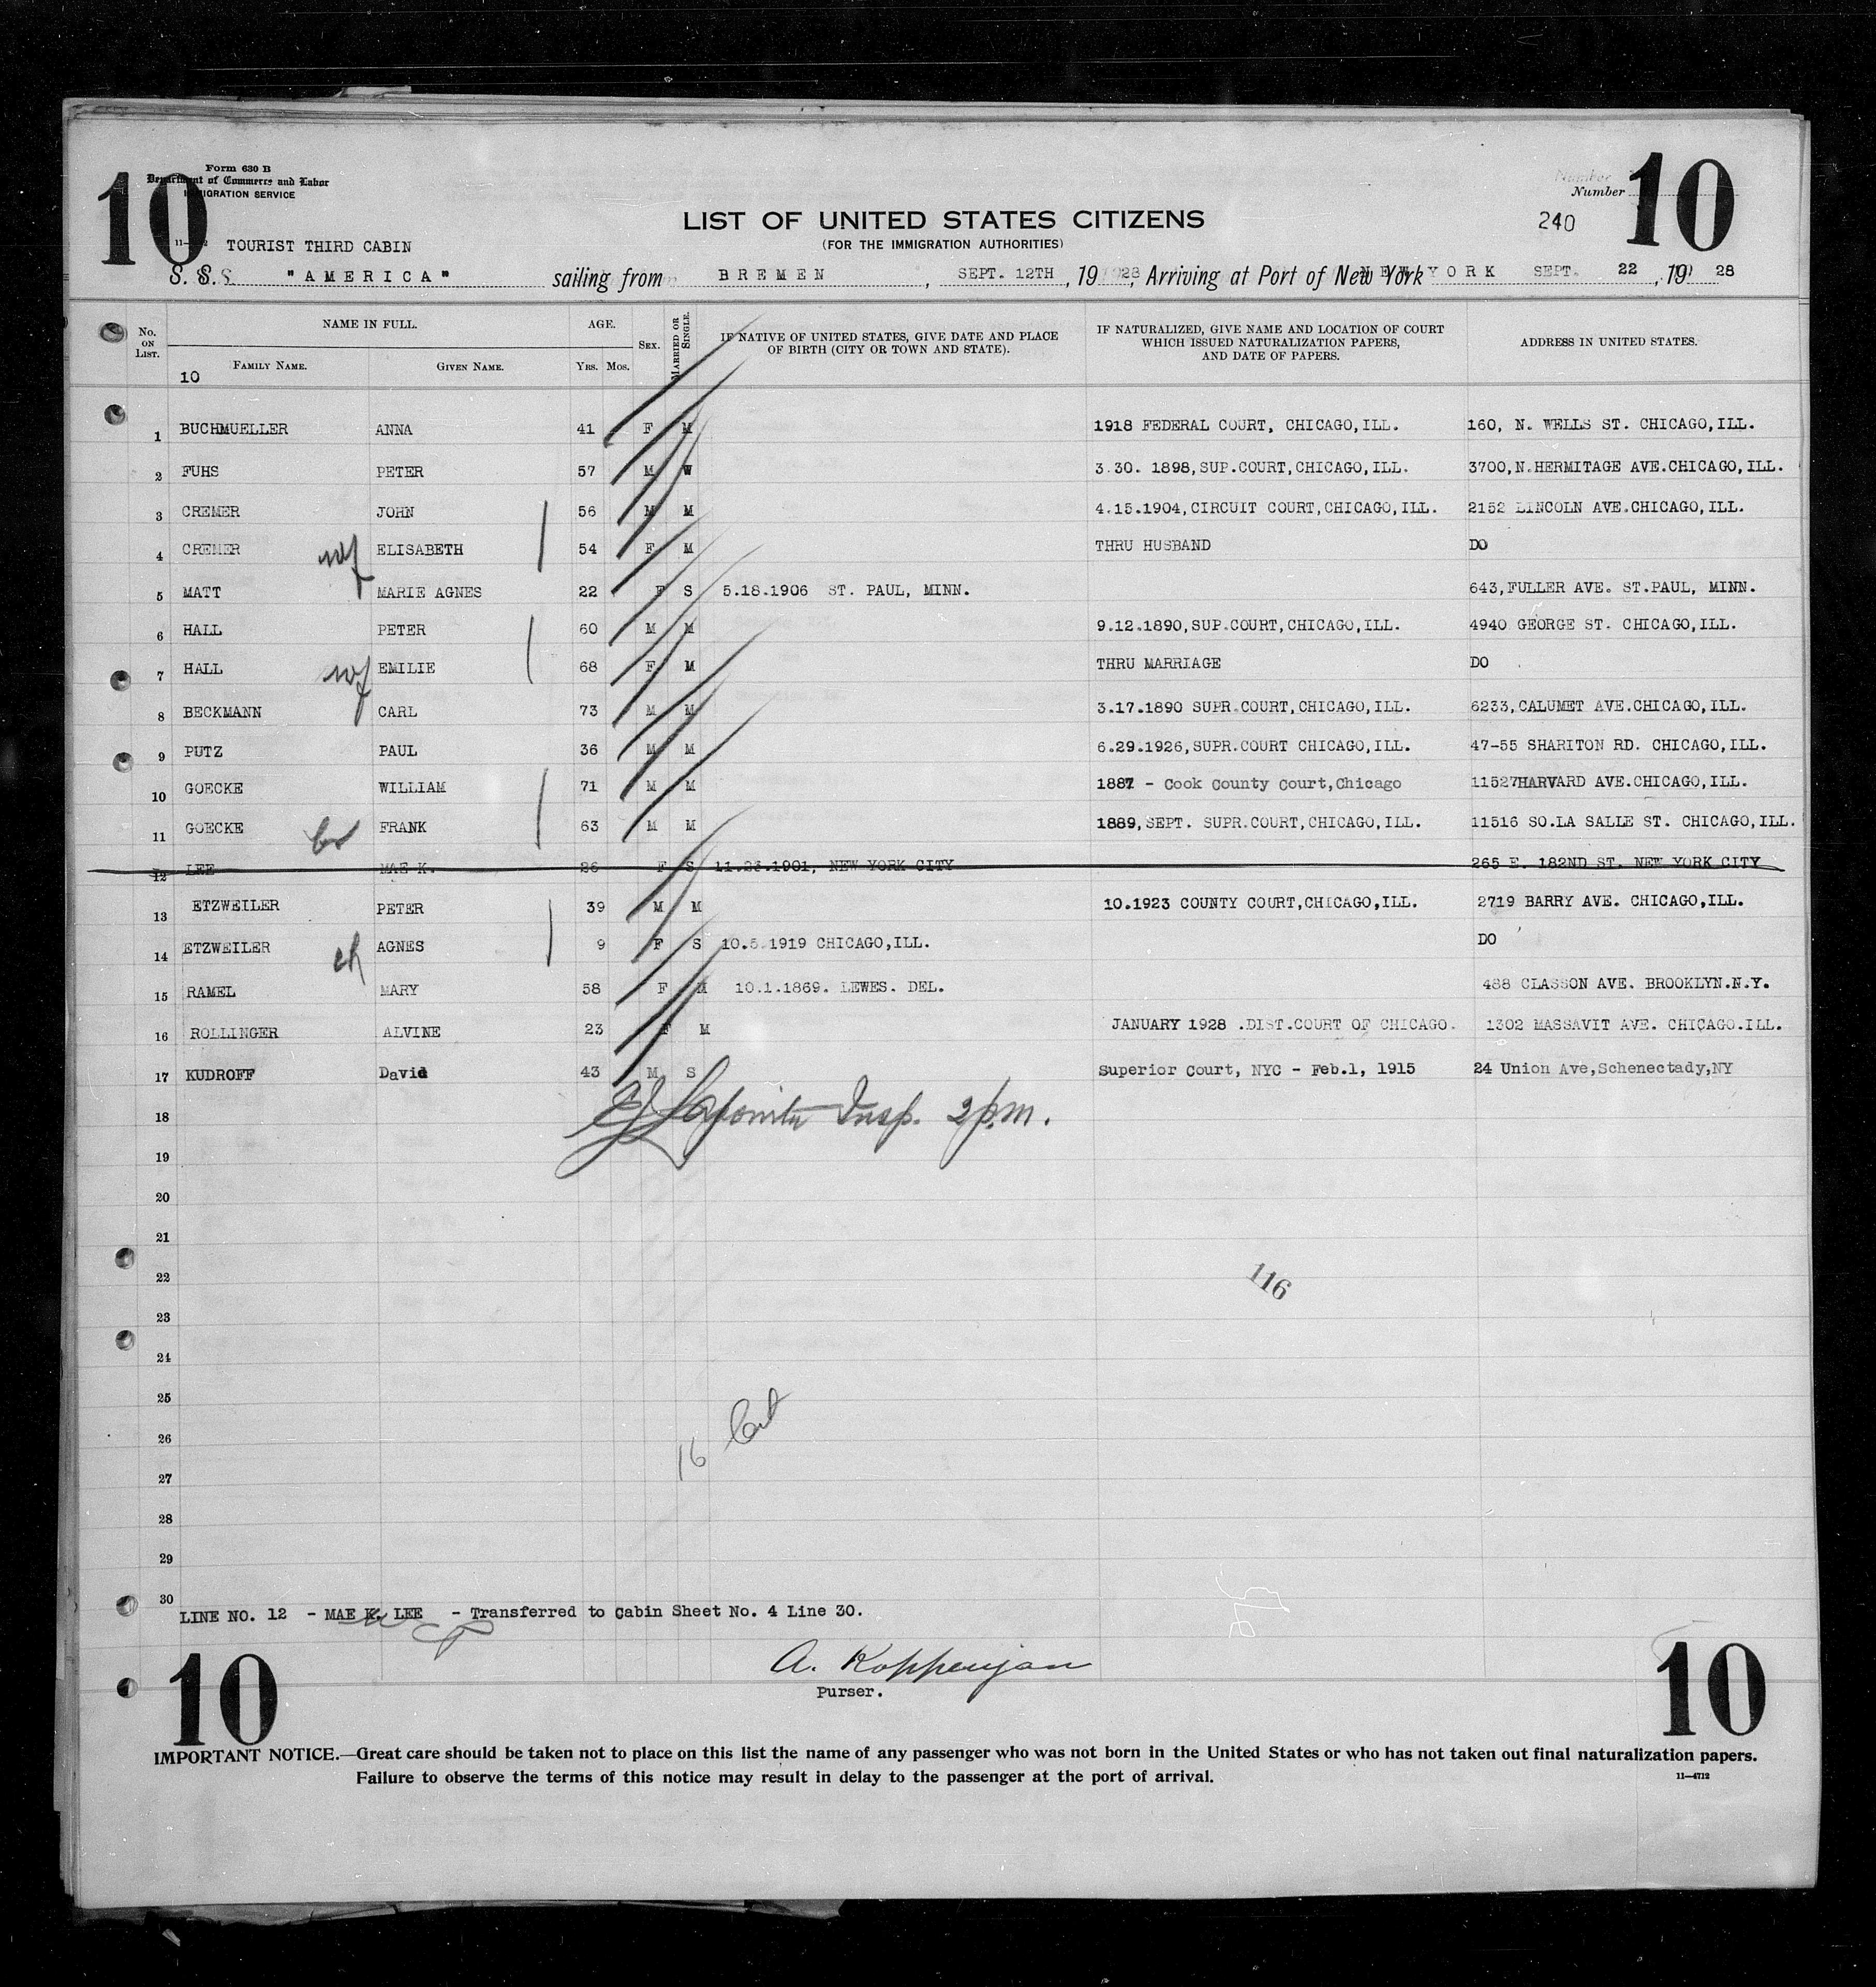 10
Form 630 B
Department of Commerce and Labor
IMMIGRATION SERVICE
Number
10
LIST OF UNITED STATES CITIZENS
240
(FOR THE IMMIGRATION AUTHORITIES)
TOURIST THIRD CABIN
S. S. "AMERICA" sailing from BREMEN, SEPT. 12TH, 1928, Arriving at Port of New York NEW YORK SEPT. 22, 1928
No. ON LIST. NAME IN FULL. AGE. SEX. MARRIED OR SINGLE. IF NATIVE OF UNITED STATES, GIVE DATE AND PLACE OF BIRTH (CITY OR TOWN AND STATE). IF NATURALIZED, GIVE NAME AND LOCATION OF COURT WHICH ISSUED NATURALIZATION PAPERS, AND DATE OF PAPERS. ADDRESS IN UNITED STATES.
10 FAMILY NAME. GIVEN NAME. YRS. MOS.
1 BUCHMUELLER ANNA 41 F M 1918 FEDERAL COURT, CHICAGO,ILL. 160, N. WELLS ST. CHICAGO,ILL.
2 FUHS PETER 57 M W 3.30. 1898,SUP.COURT,CHICAGO,ILL. 3700,N.HERMITAGE AVE.CHICAGO,ILL.
3 CREMER JOHN 56 M M 4.15.1904,CIRCUIT COURT,CHICAGO,ILL. 2152 LINCOLN AVE.CHICAGO,ILL.
4 CREMER wf ELISABETH 54 F M THRU HUSBAND DO
5 MATT MARIE AGNES 22 F S 5.18.1906 ST. PAUL, MINN. 643,FULLER AVE. ST.PAUL, MINN.
6 HALL PETER 60 M M 9.12.1890,SUP.COURT,CHICAGO,ILL. 4940 GEORGE ST. CHICAGO,ILL.
7 HALL wf EMILIE 68 F M THRU MARRIAGE DO
8 BECKMANN CARL 73 M M 3.17.1890 SUPR.COURT,CHICAGO,ILL. 6233,CALUMET AVE.CHICAGO,ILL.
9 PUTZ PAUL 36 M M 6.29.1926,SUPR.COURT CHICAGO,ILL. 47-55 SHARITON RD. CHICAGO,ILL.
10 GOECKE WILLIAM 71 M M 1887 - Cook County Court,Chicago 11527HARVARD AVE.CHICAGO,ILL.
11 GOECKE br FRANK 63 M M 1889,SEPT. SUPR.COURT,CHICAGO,ILL. 11516 SO.LA SALLE ST. CHICAGO,ILL.
12 LEE MAE K. 26 F S 11.23.1901, NEW YORK CITY 265 E. 182ND ST. NEW YORK CITY
13 ETZWEILER PETER 39 M M 10.1923 COUNTY COURT,CHICAGO,ILL. 2719 BARRY AVE. CHICAGO,ILL.
14 ETZWEILER ch AGNES 9 F S 10.5.1919 CHICAGO,ILL. DO
15 RAMEL MARY 58 F M 10.1.1869. LEWES. DEL. 488 CLASSON AVE. BROOKLYN.N.Y.
16 ROLLINGER ALVINE 23 F M JANUARY 1928 .DIST.COURT OF CHICAGO. 1302 MASSAVIT AVE. CHICAGO.ILL.
17 KUDROFF David 43 M S Superior Court, NYC - Feb.1, 1915 24 Union Ave,Schenectady,NY
18 Insp. 2 p.m.
19
20
21
22
116
23
24
25
26
27 16
28
29
30
LINE NO. 12 - MAE K. LEE - Transferred to Cabin Sheet No. 4 Line 30.
A. Koppenjan
Purser.
10
10
IMPORTANT NOTICE.—Great care should be taken not to place on this list the name of any passenger who was not born in the United States or who has not taken out final naturalization papers.
Failure to observe the terms of this notice may result in delay to the passenger at the port of arrival.
11—4712